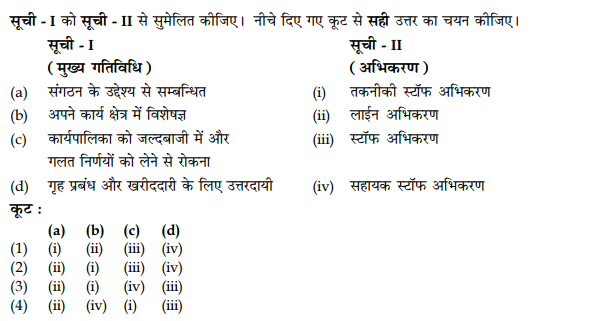 सूची - I को सूची - II से सुमेलित कीजिए। नीचे दिए गए कूट से सही उत्तर का चयन कीजिए।
सूची - I सूची - II
( मुख्य गतिविधि ) ( अभिकरण )
(a) संगठन के उद्देश्य से सम्बन्धित (i) तकनीकी स्टॉफ अभिकरण
(b) अपने कार्य क्षेत्र में विशेषज्ञ (ii) लाईन अभिकरण
(c) कार्यपालिका को जल्दबाजी में और (iii) स्टॉफ अभिकरण
गलत निर्णयों को लेने से रोकना
(d) गृह प्रबंध और खरीददारी के लिए उत्तरदायी (iv) सहायक स्टॉफ अभिकरण
कूट :
(a) (b) (c) (d)
(1) (i) (ii) (iii) (iv)
(2) (ii) (i) (iii) (iv)
(3) (ii) (i) (iv) (iii)
(4) (ii) (iv) (i) (iii)